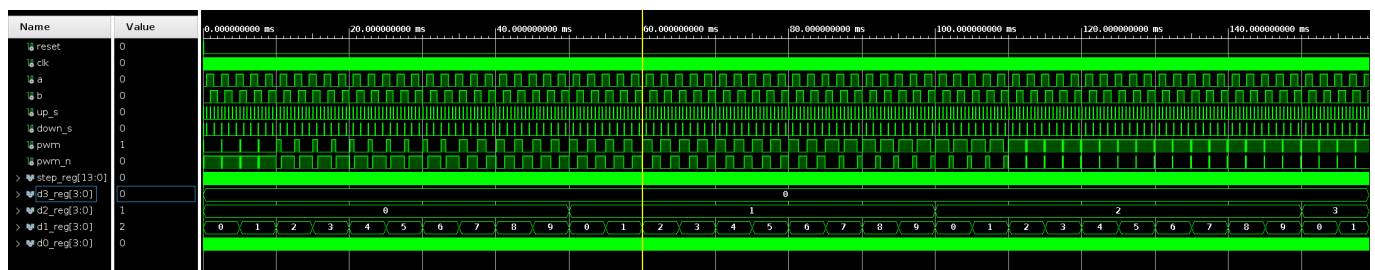 Name Value 0.000000000 ms 20.000000000 ms 40.000000000 ms 60.000000000 ms 80.000000000 ms 100.000000000 ms 120.000000000 ms 140.000000000 ms
reset 0
clk 0
a 0
b 0
up_s 0
down_s 0
pwm 1
pwm_n 0
step_reg[13:0] 0
d3_reg[3:0] 0 0
d2_reg[3:0] 1 0 1 2 3
d1_reg[3:0] 2 0 1 2 3 4 5 6 7 8 9 0 1 2 3 4 5 6 7 8 9 0 1 2 3 4 5 6 7 8 9 0 1
d0_reg[3:0] 0